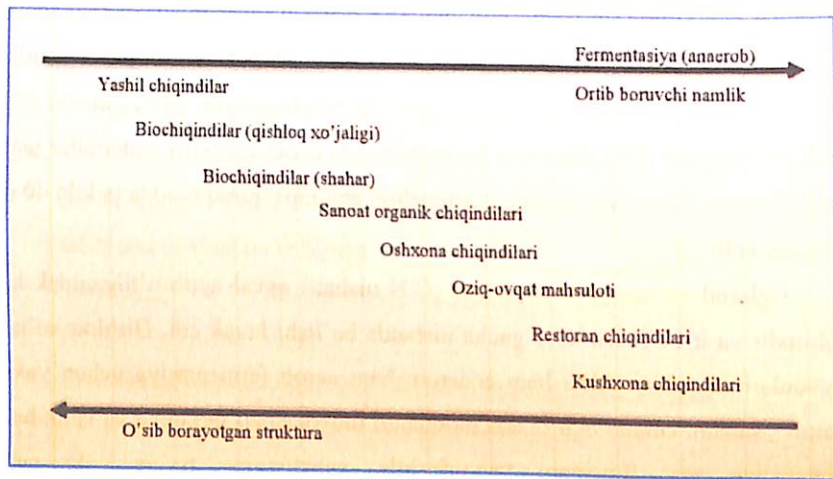 Fermentasiya (anaerob)
Yashil chiqindilar
Ortib boruvchi namlik
Biochiqindilar (qishloq xo'jaligi)
Biochiqindilar (shahar)
Sanoat organik chiqindilari
Oshxona chiqindilari
Oziq-ovqat mahsuloti
Restoran chiqindilari
Kushxona chiqindilari
O'sib borayotgan struktura